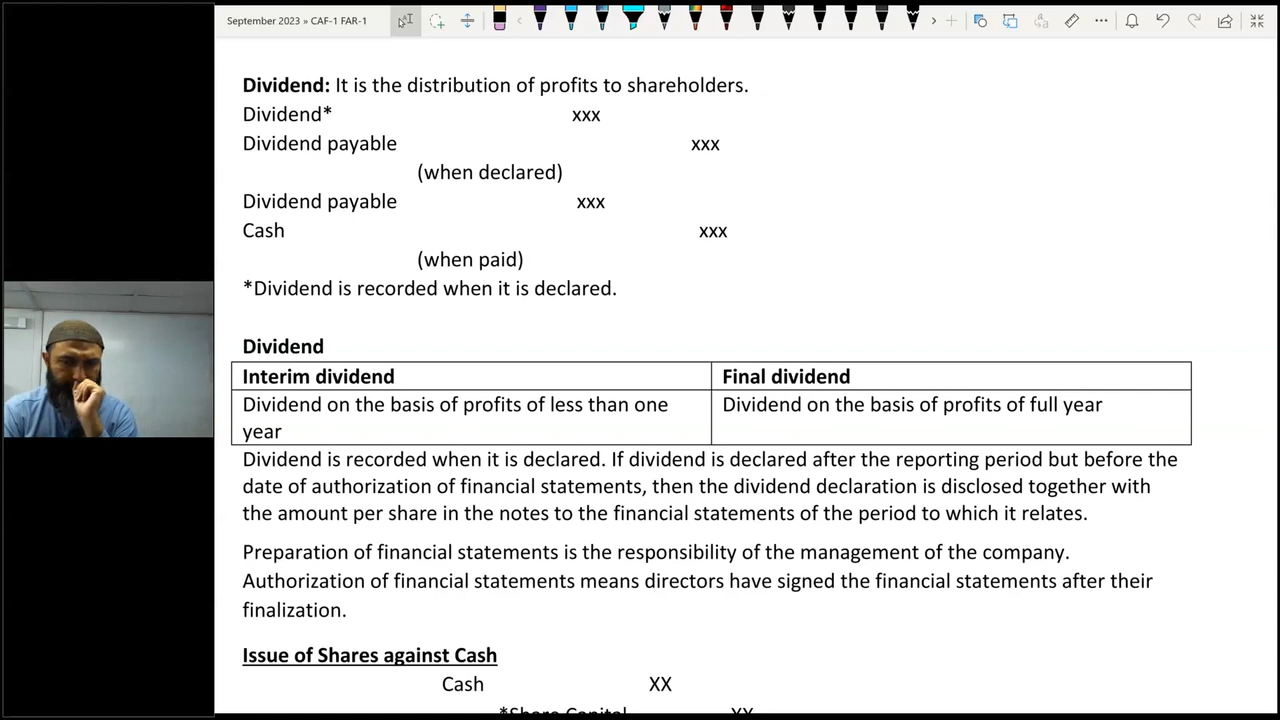 September 2023 » CAF-1 FAR-1
Dividend: It is the distribution of profits to shareholders.
Dividend* xxx
Dividend payable xxx
(when declared)
Dividend payable xxx
Cash xxx
(when paid)
*Dividend is recorded when it is declared.
Dividend
Interim dividend Final dividend
Dividend on the basis of profits of less than one Dividend on the basis of profits of full year
year
Dividend is recorded when it is declared. If dividend is declared after the reporting period but before the
date of authorization of financial statements, then the dividend declaration is disclosed together with
the amount per share in the notes to the financial statements of the period to which it relates.
Preparation of financial statements is the responsibility of the management of the company.
Authorization of financial statements means directors have signed the financial statements after their
finalization.
Issue of Shares against Cash
Cash XX
*Share Capital XX